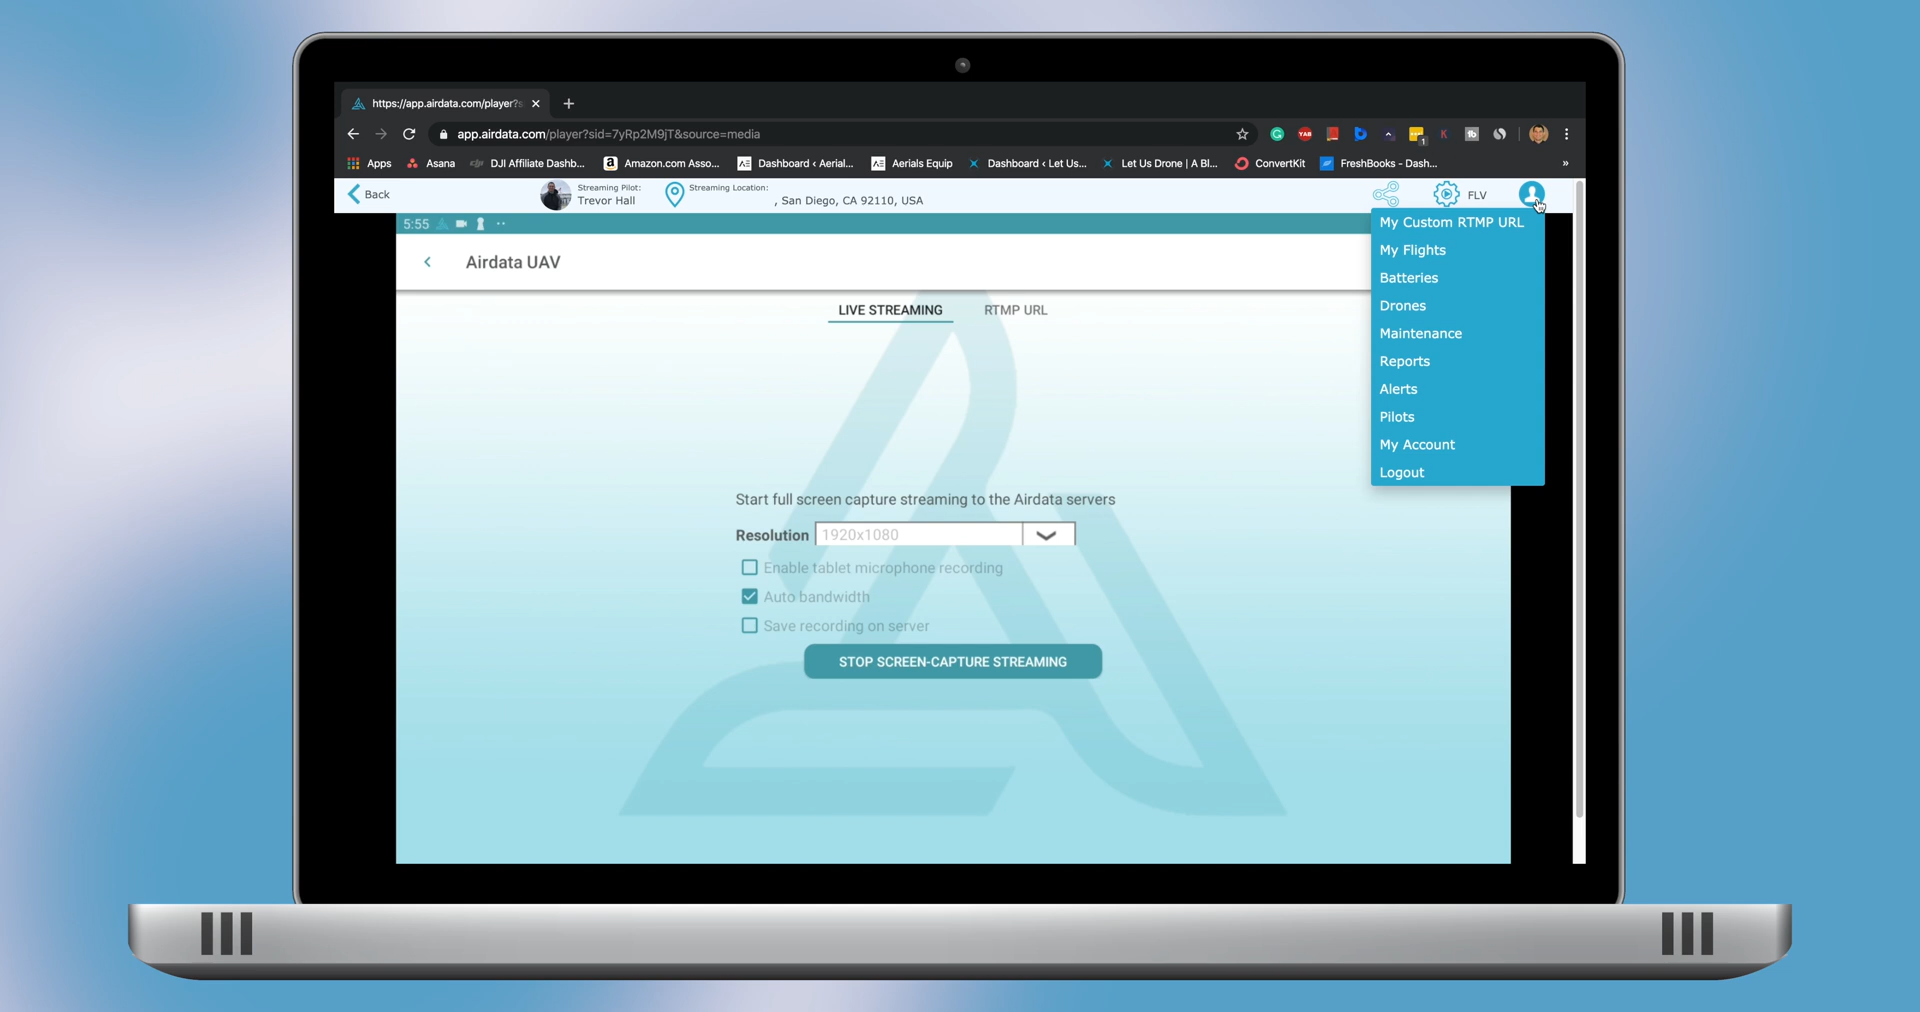 https://app.airdata.com/player?s
app.airdata.com/player?sid=7yRp2M9jT&source=media
YAB
1
K
tb
Apps
Asana
DJI Affiliate Dashb...
Amazon.com Asso...
Dashboard ‹ Aerial...
Aerials Equip
Dashboard ‹ Let Us...
Let Us Drone | A Bl...
ConvertKit
FreshBooks - Dash...
»
Back
Streaming Pilot:
Trevor Hall
Streaming Location:
, San Diego, CA 92110, USA
FLV
My Custom RTMP URL
My Flights
Batteries
Drones
Maintenance
Reports
Alerts
Pilots
My Account
Logout
5:55
Airdata UAV
LIVE STREAMING
RTMP URL
Start full screen capture streaming to the Airdata servers
Resolution 1920x1080
Enable tablet microphone recording
Auto bandwidth
Save recording on server
STOP SCREEN-CAPTURE STREAMING